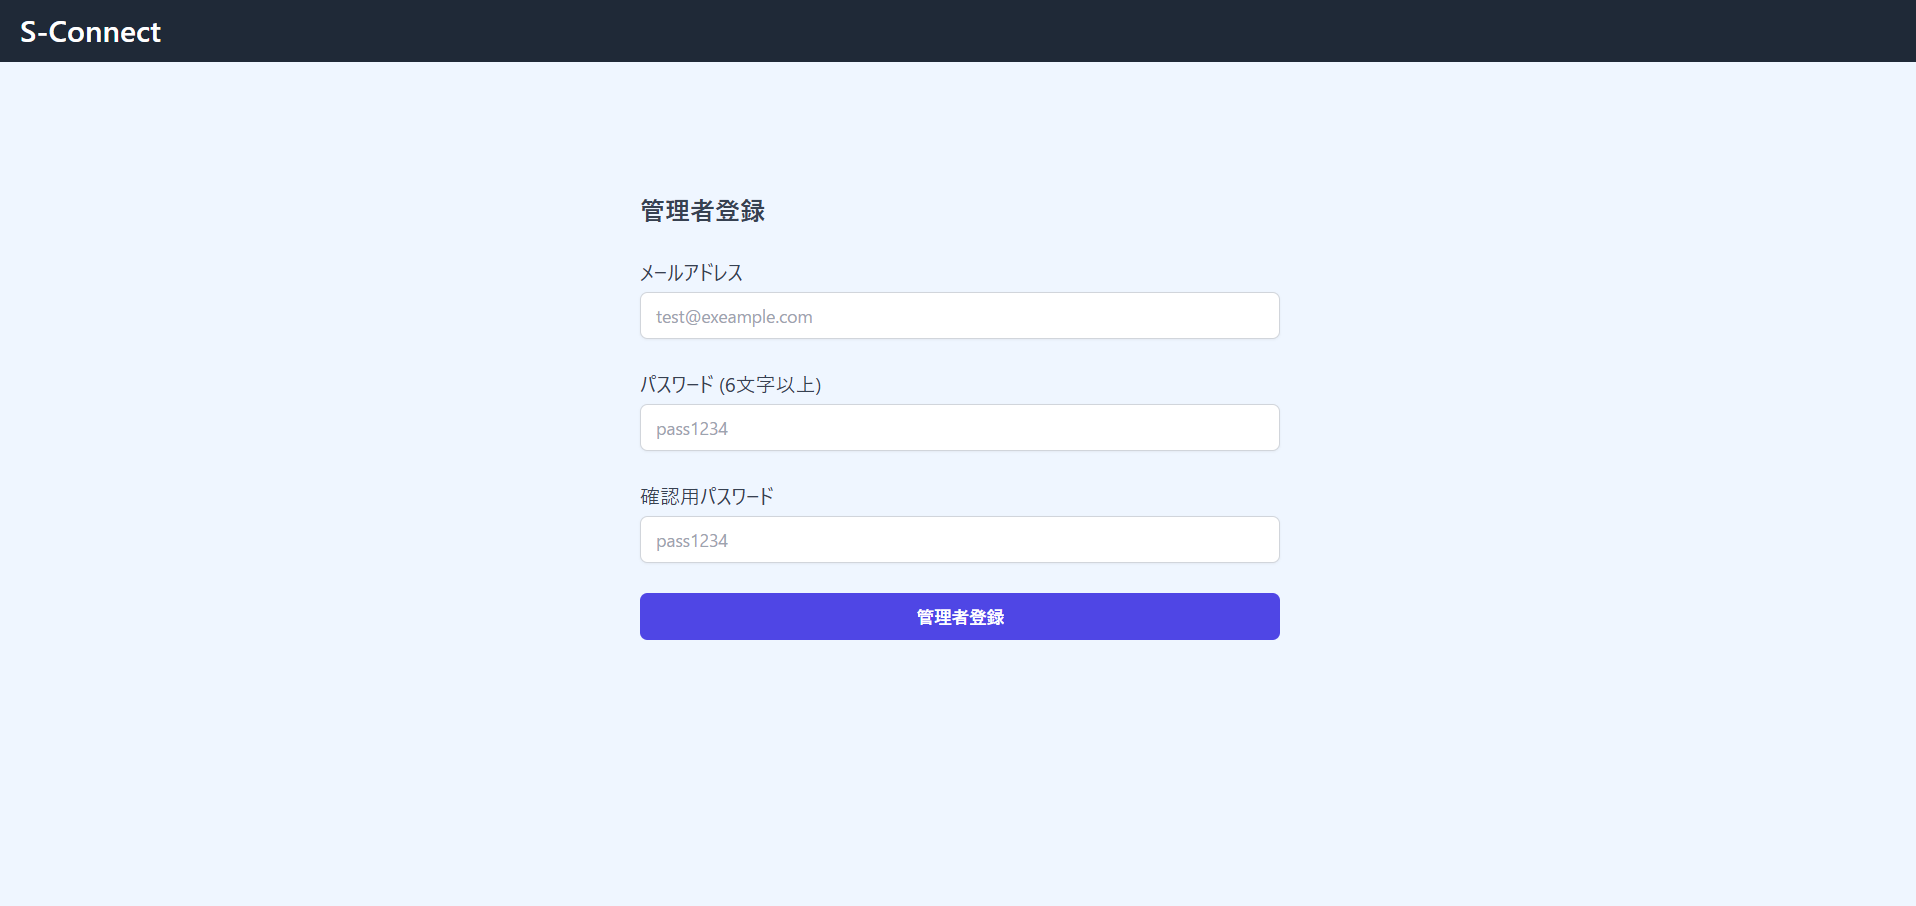 S-Connect
管理者登録
メールアドレス
test@exeample.com
パスワード (6文字以上)
pass1234
確認用パスワード
pass1234
管理者登録